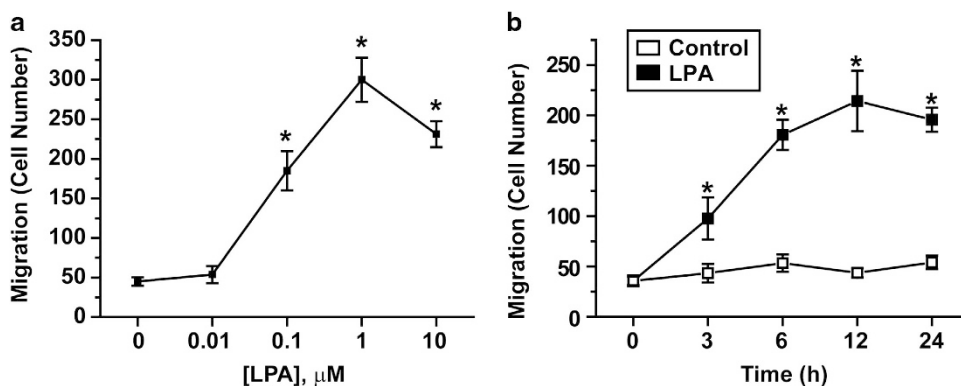 a
350
300
250
200
150
100
50
0
Migration (Cell Number)
*
*
*
0 0.01 0.1 1 10
[LPA], μM
b
Control
LPA
250
200
150
100
50
0
Migration (Cell Number)
*
*
*
*
*
0 3 6 12 24
Time (h)